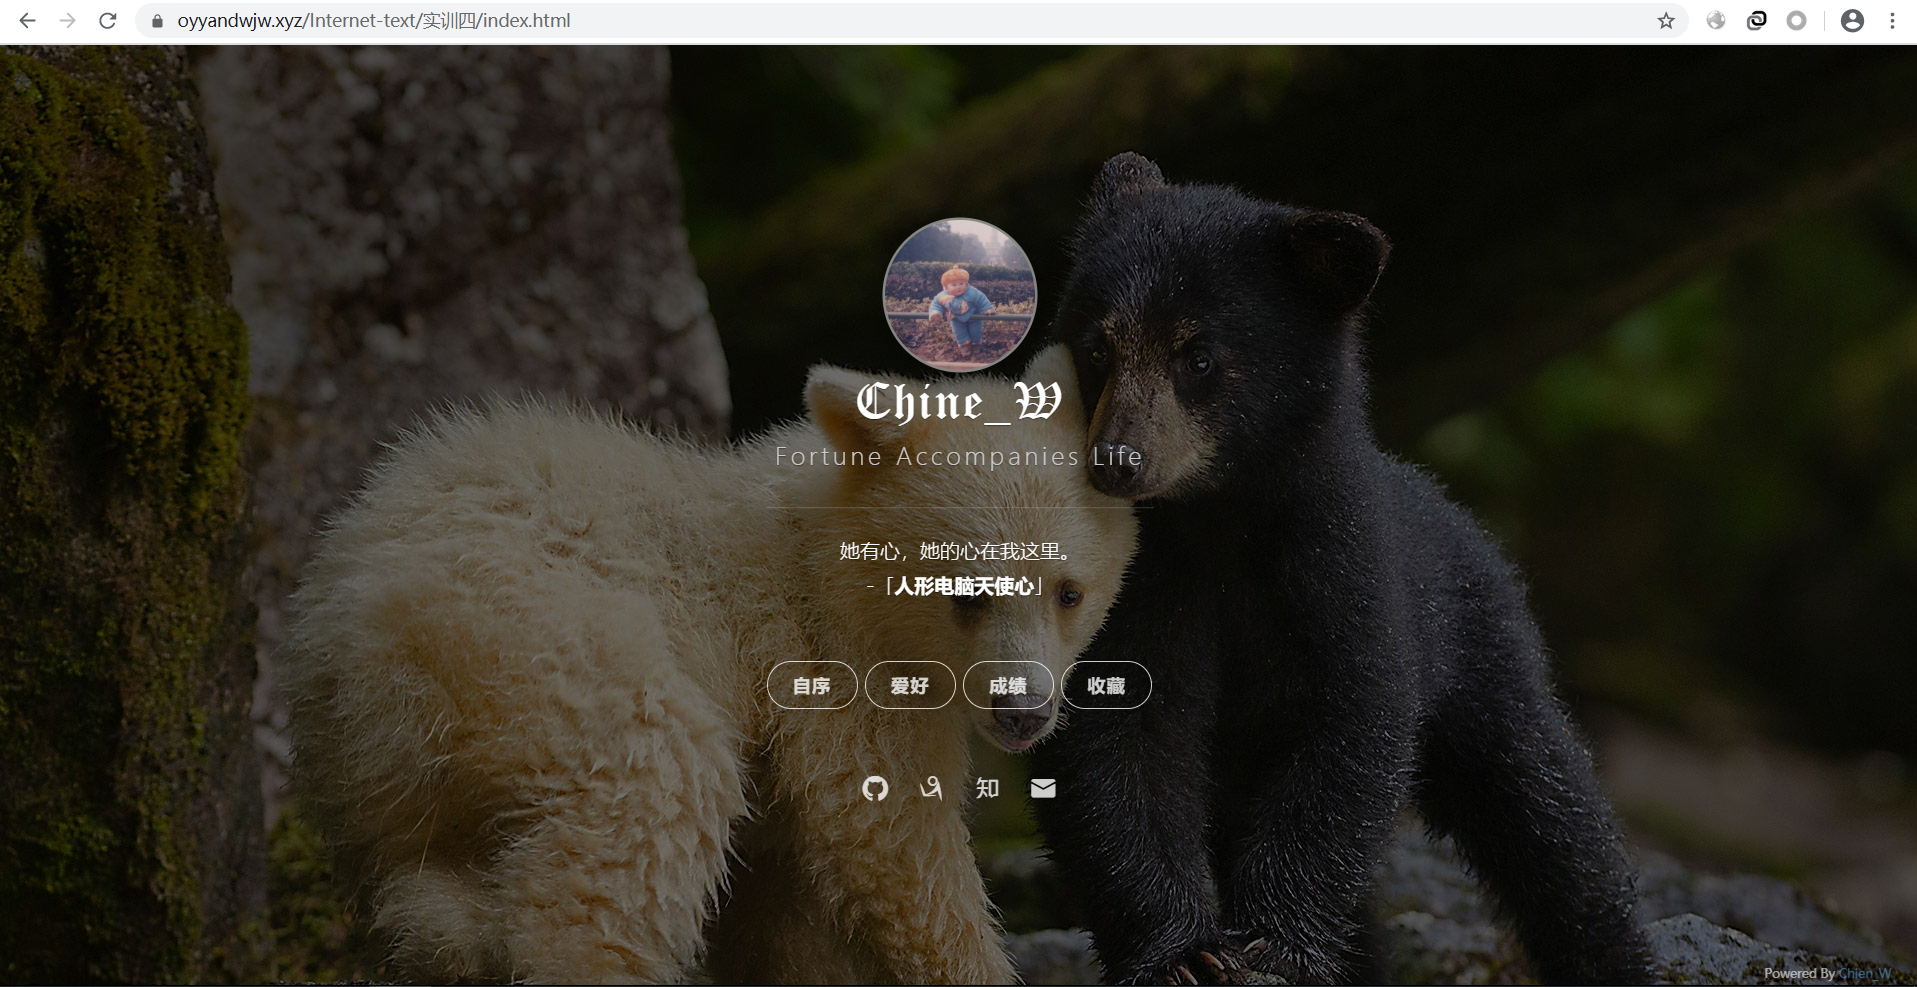 oyyandwjw.xyz/Internet-text/实训四/index.html
Chine_W
Fortune Accompanies Life
她有心，她的心在我这里。
-「人形电脑天使心」
自序 爱好 成绩 收藏
知
Powered By Chien_W